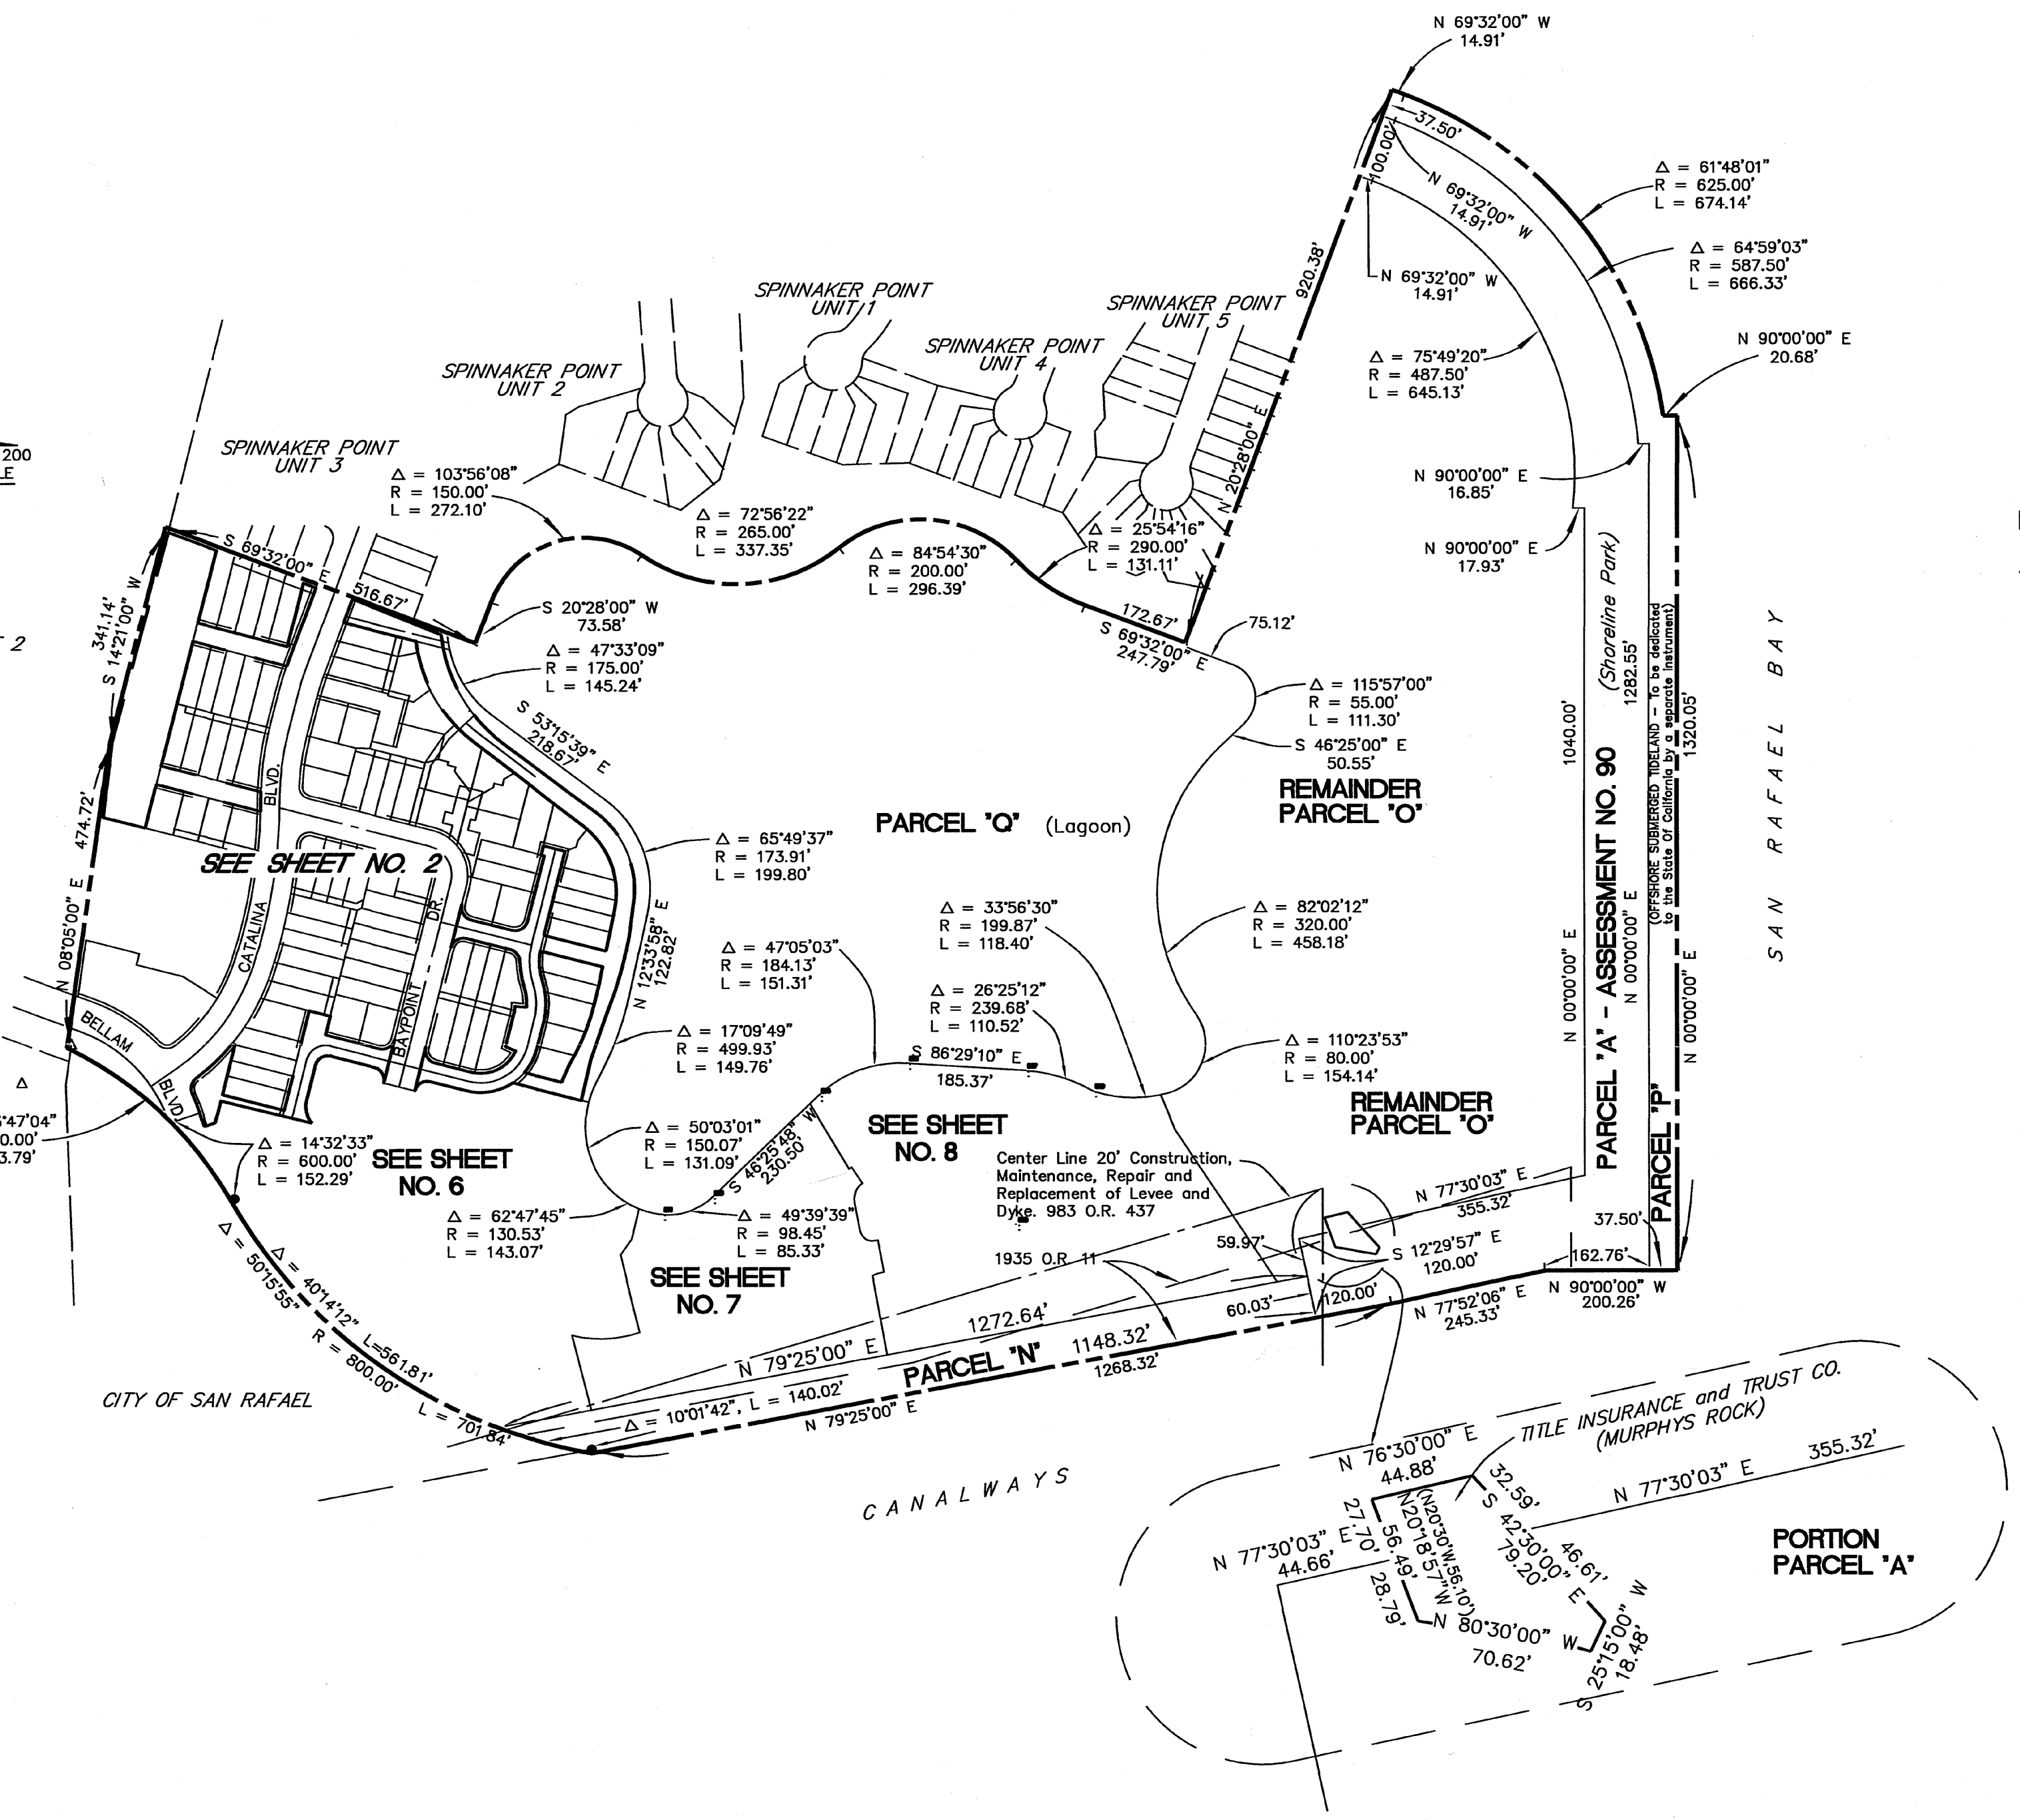 N 69°32'00" W
14.91'
37.50'
100.00'
N 69°32'00" W
14.91'
Δ = 61°48'01"
R = 625.00'
L = 674.14'
Δ = 64°59'03"
R = 587.50'
L = 666.33'
N 69°32'00" W
14.91'
920.38'
N 20°28'00" E
N 90°00'00" E
20.68'
Δ = 75°49'20"
R = 487.50'
L = 645.13'
N 90°00'00" E
16.85'
N 90°00'00" E
17.93'
SPINNAKER POINT
UNIT 1
SPINNAKER POINT
UNIT 5
SPINNAKER POINT
UNIT 4
SPINNAKER POINT
UNIT 2
SPINNAKER POINT
UNIT 3
200
LE
2
Δ = 103°56'08"
R = 150.00'
L = 272.10'
Δ = 72°56'22"
R = 265.00'
L = 337.35'
Δ = 84°54'30"
R = 200.00'
L = 296.39'
Δ = 25°54'16"
R = 290.00'
L = 131.11'
S 69°32'00" E
516.67'
341.14'
S 14°21'00" W
S 20°28'00" W
73.58'
Δ = 47°33'09"
R = 175.00'
L = 145.24'
S 53°15'39" E
218.67'
172.67'
S 69°32'00" E
247.79'
75.12'
Δ = 115°57'00"
R = 55.00'
L = 111.30'
S 46°25'00" E
50.55'
REMAINDER
PARCEL "O"
PARCEL "Q" (Lagoon)
Δ = 65°49'37"
R = 173.91'
L = 199.80'
474.72'
N 08°05'00" E
SEE SHEET NO. 2
BLVD.
CATALINA
DR.
BAYPOINT
BELLAM
BLVD
N 12°33'58" E
122.82'
Δ = 47°05'03"
R = 184.13'
L = 151.31'
Δ = 33°56'30"
R = 199.87'
L = 118.40'
Δ = 82°02'12"
R = 320.00'
L = 458.18'
Δ = 26°25'12"
R = 239.68'
L = 110.52'
Δ = 17°09'49"
R = 499.93'
L = 149.76'
S 86°29'10" E
185.37'
Δ = 110°23'53"
R = 80.00'
L = 154.14'
REMAINDER
PARCEL "O"
1040.00'
N 00°00'00" E
(Shoreline Park)
PARCEL "A" - ASSESSMENT NO. 90
1282.55'
N 00°00'00" E
(OFFSHORE SUBMERGED TIDELAND - To be dedicated
to the State Of California by a separate instrument)
PARCEL "P"
1320.05'
N 00°00'00" E
SAN RAFAEL BAY
Δ
47'04"
0.00'
3.79'
Δ = 14°32'33"
R = 600.00'
L = 152.29'
SEE SHEET
NO. 6
Δ = 50°03'01"
R = 150.07'
L = 131.09'
S 46°25'48" W
230.50'
SEE SHEET
NO. 8
Center Line 20' Construction,
Maintenance, Repair and
Replacement of Levee and
Dyke. 983 O.R. 437
Δ = 62°47'45"
R = 130.53'
L = 143.07'
Δ = 49°39'39"
R = 98.45'
L = 85.33'
SEE SHEET
NO. 7
1935 O.R. 11
59.97'
N 77°30'03" E
355.32'
S 12°29'57" E
120.00'
37.50'
162.76'
N 90°00'00" W
200.26'
60.03'
120.00'
N 77°52'06" E
245.33'
Δ = 40°14'12" L=561.81'
Δ = 50°15'55" R = 800.00' L = 701.84'
1272.64'
N 79°25'00" E
PARCEL "N"
1148.32'
1268.32'
Δ = 10°01'42", L = 140.02'
N 79°25'00" E
CITY OF SAN RAFAEL
CANALWAYS
TITLE INSURANCE and TRUST CO.
(MURPHYS ROCK)
N 76°30'00" E
44.88'
N 77°30'03" E
355.32'
32.59'
S 42°30'00" E
79.20'
46.61'
N 77°30'03" E
44.66'
27.70'
56.49'
28.79'
N20°18'57"W
(N20°30'W,56.10')
N 80°30'00" W
70.62'
S 25°15'00" W
18.48'
PORTION
PARCEL "A"